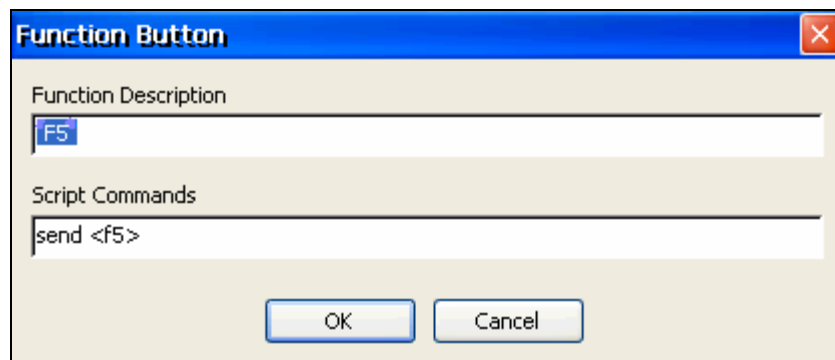 Function Button
Function Description
F5
Script Commands
send <f5>
OK Cancel